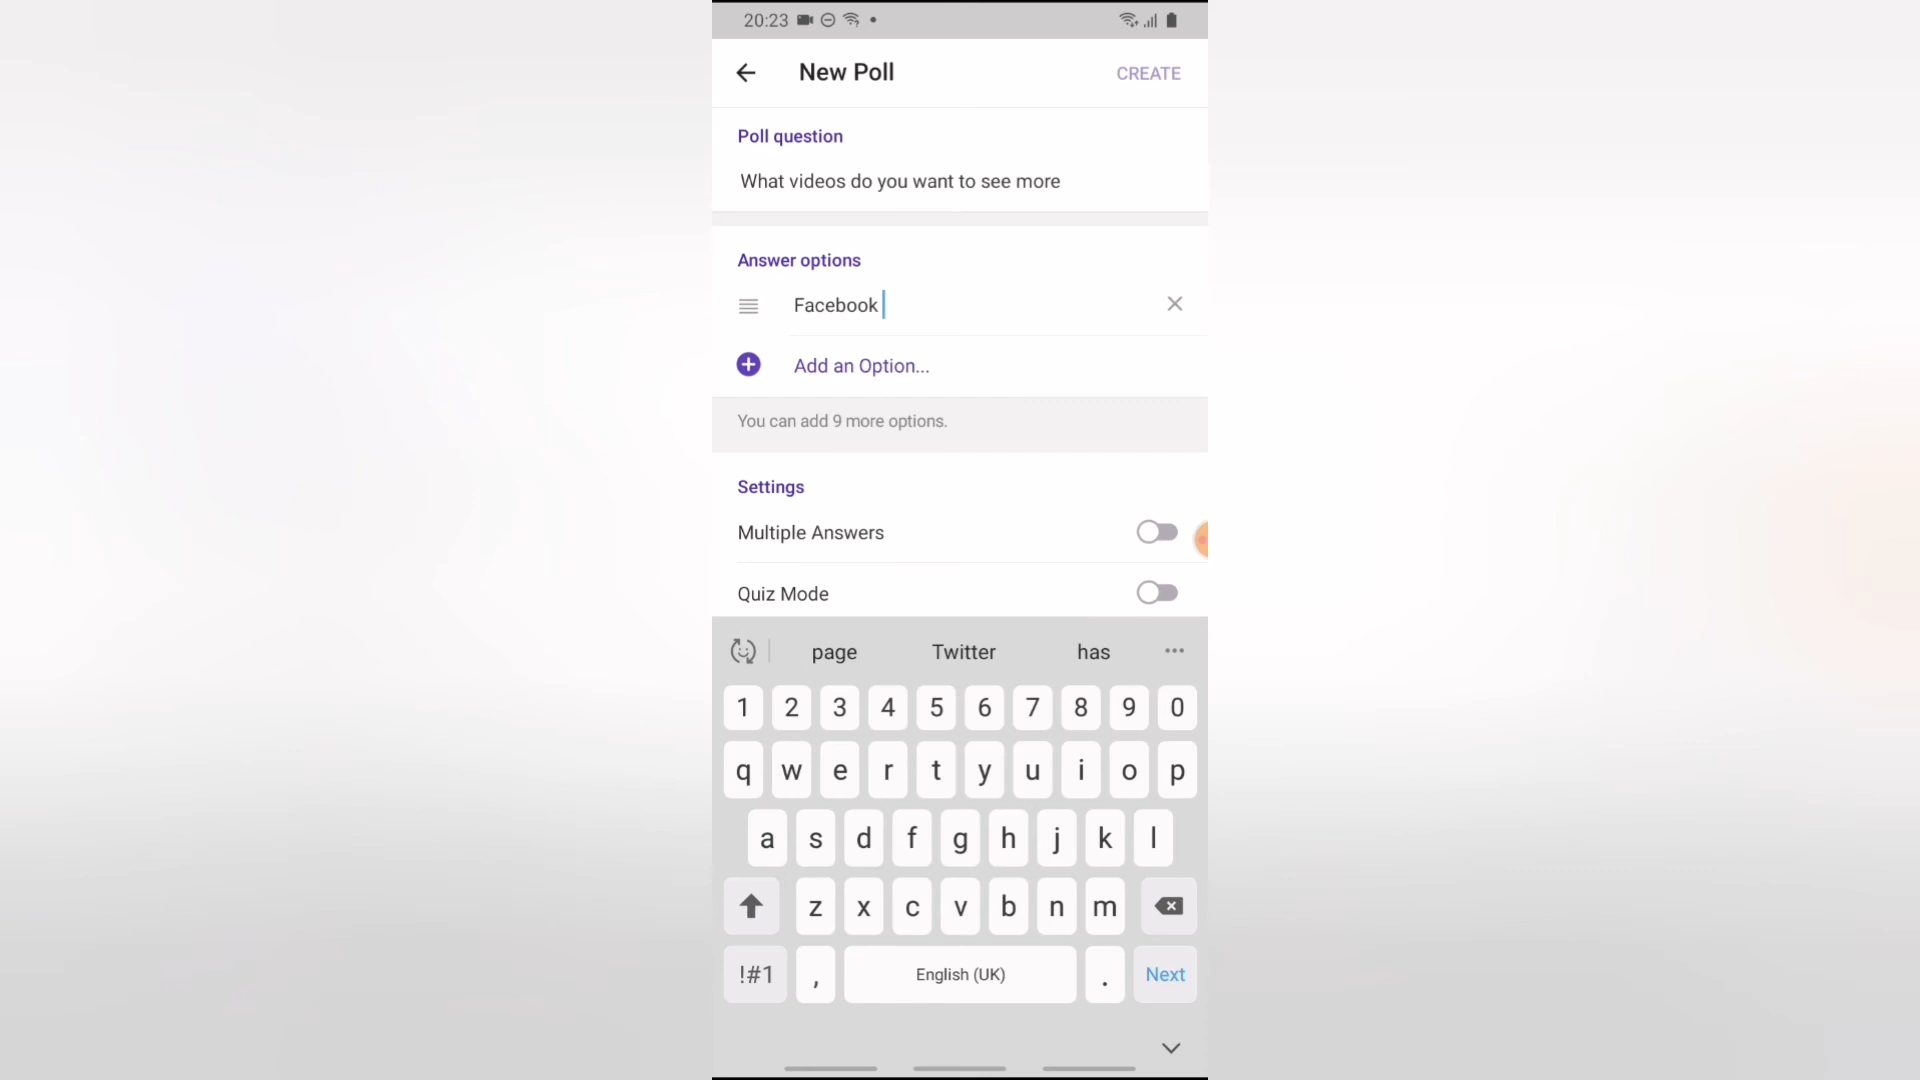 20:23
New Poll
CREATE
Poll question
What videos do you want to see more
Answer options
Facebook
Add an Option...
You can add 9 more options.
Settings
Multiple Answers
Quiz Mode
page Twitter has
1 2 3 4 5 6 7 8 9 0
q w e r t y u i o p
a s d f g h j k l
z x c v b n m
!#1 , English (UK) . Next